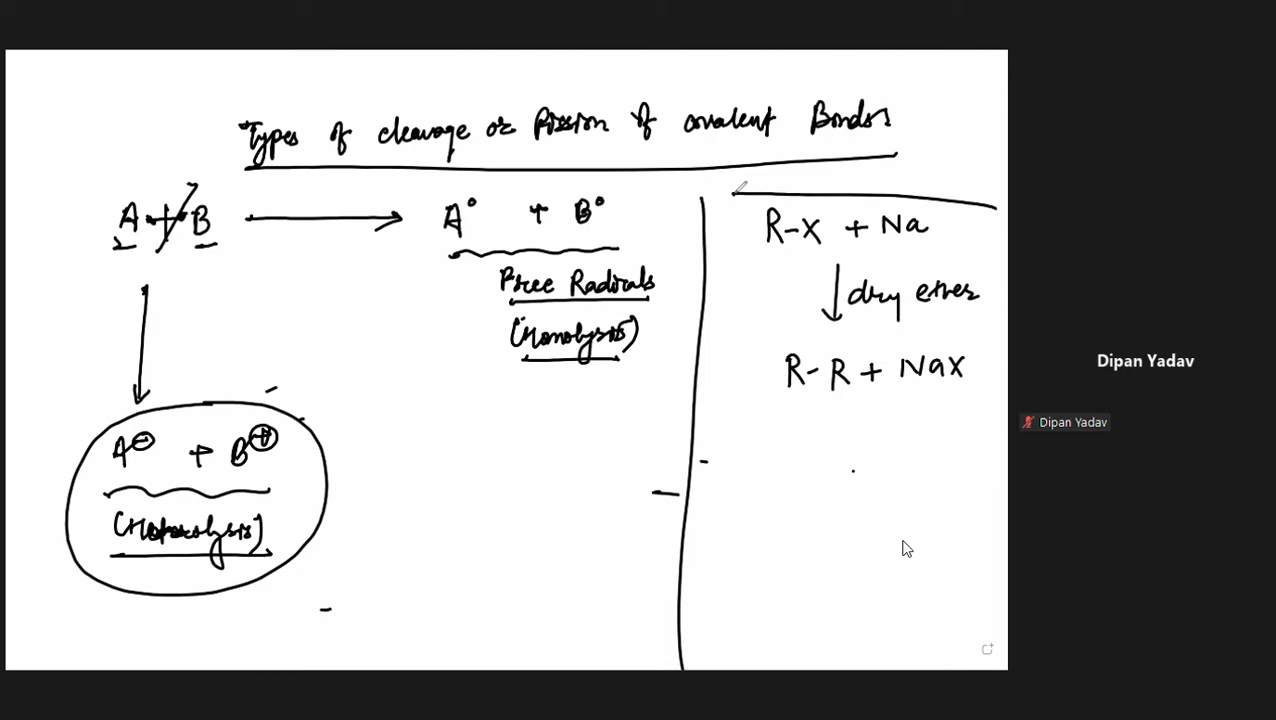 Types of cleavage or Fission of covalent Bonds
A + B → A° + B°
Free Radicals
(Homolysis)
A⊖ + B⊕
(Heterolysis)
R-X + Na
↓ dry ether
R-R + NaX
Dipan Yadav
Dipan Yadav